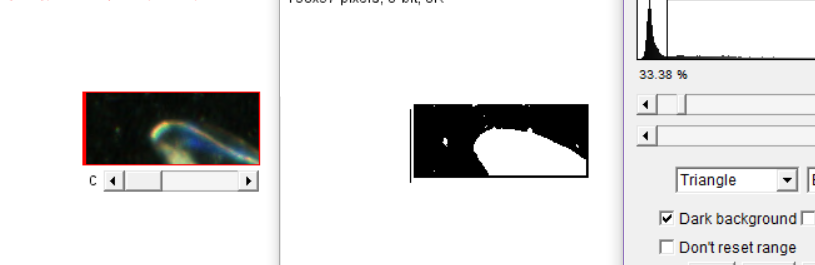 33.38 %
C
Triangle
Dark background
Don't reset range